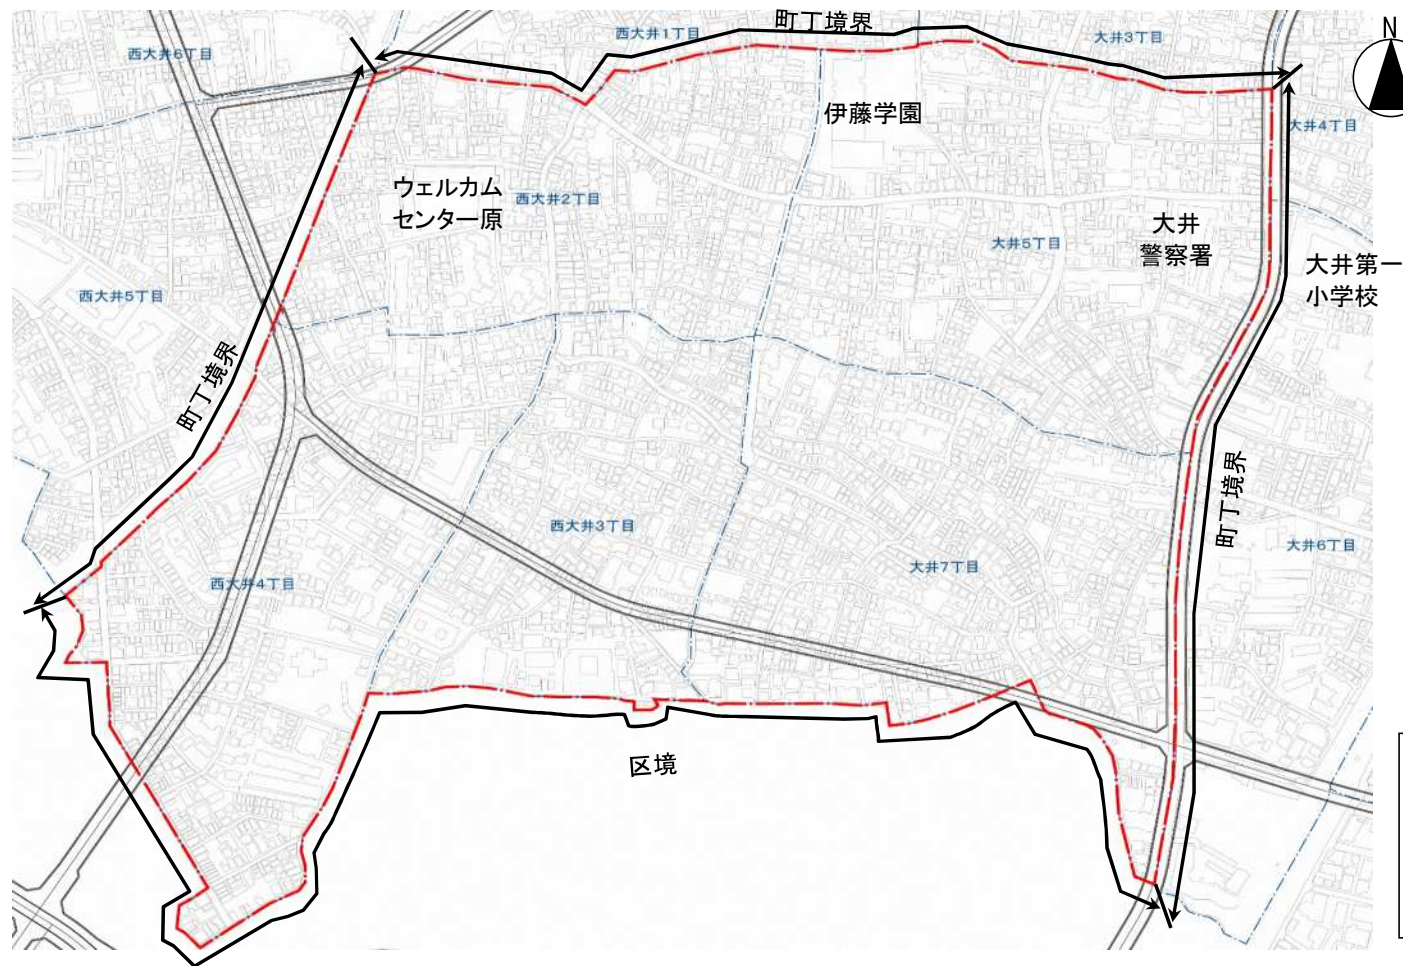 町丁境界
N
西大井6丁目
西大井1丁目
大井3丁目
伊藤学園
大井4丁目
ウェルカム
センター原
西大井2丁目
大井
警察署
大井5丁目
大井第一
小学校
西大井5丁目
町丁境界
町丁境界
西大井3丁目
大井6丁目
大井7丁目
西大井4丁目
区境